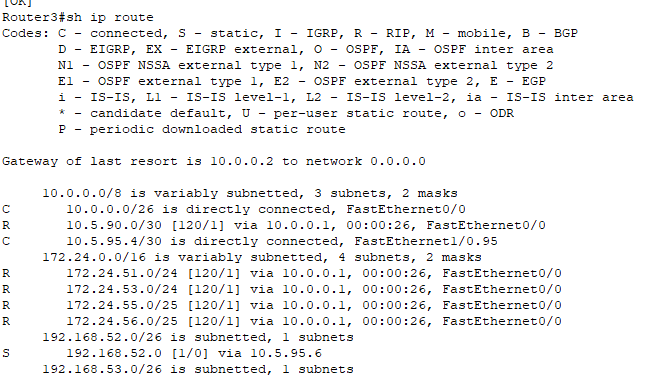 [OK]
Router3#sh ip route
Codes: C - connected, S - static, I - IGRP, R - RIP, M - mobile, B - BGP
       D - EIGRP, EX - EIGRP external, O - OSPF, IA - OSPF inter area
       N1 - OSPF NSSA external type 1, N2 - OSPF NSSA external type 2
       E1 - OSPF external type 1, E2 - OSPF external type 2, E - EGP
       i - IS-IS, L1 - IS-IS level-1, L2 - IS-IS level-2, ia - IS-IS inter area
       * - candidate default, U - per-user static route, o - ODR
       P - periodic downloaded static route
Gateway of last resort is 10.0.0.2 to network 0.0.0.0
     10.0.0.0/8 is variably subnetted, 3 subnets, 2 masks
C       10.0.0.0/26 is directly connected, FastEthernet0/0
R       10.5.90.0/30 [120/1] via 10.0.0.1, 00:00:26, FastEthernet0/0
C       10.5.95.4/30 is directly connected, FastEthernet1/0.95
     172.24.0.0/16 is variably subnetted, 4 subnets, 2 masks
R       172.24.51.0/24 [120/1] via 10.0.0.1, 00:00:26, FastEthernet0/0
R       172.24.53.0/24 [120/1] via 10.0.0.1, 00:00:26, FastEthernet0/0
R       172.24.55.0/25 [120/1] via 10.0.0.1, 00:00:26, FastEthernet0/0
R       172.24.56.0/25 [120/1] via 10.0.0.1, 00:00:26, FastEthernet0/0
     192.168.52.0/26 is subnetted, 1 subnets
S       192.168.52.0 [1/0] via 10.5.95.6
     192.168.53.0/26 is subnetted, 1 subnets